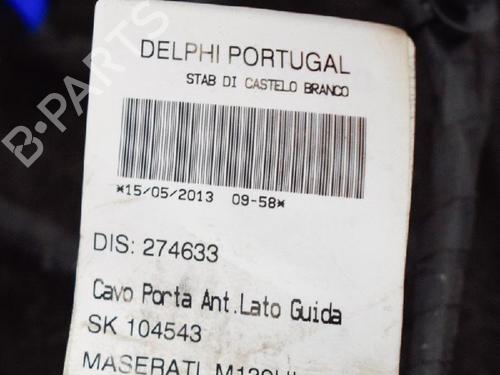 B-PARTS
DELPHI PORTUGAL
STAB DI CASTELO BRANCO
*15/05/2013 09-58*
DIS: 274633
Cavo Porta Ant.Lato Guida
SK 104543
MASERATI